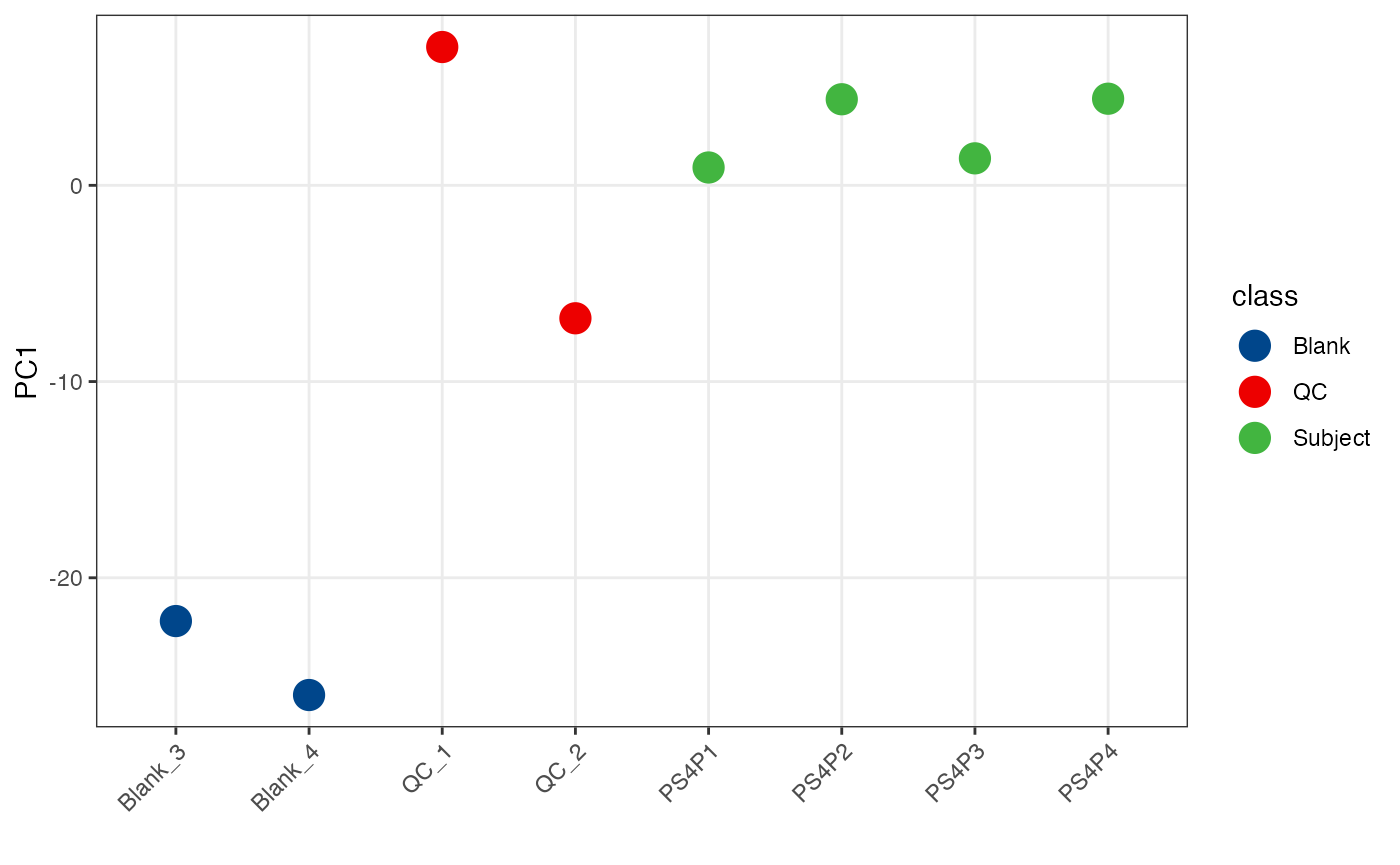 PC1
0
-10
-20
Blank_3
Blank_4
QC_1
QC_2
PS4P1
PS4P2
PS4P3
PS4P4
class
Blank
QC
Subject